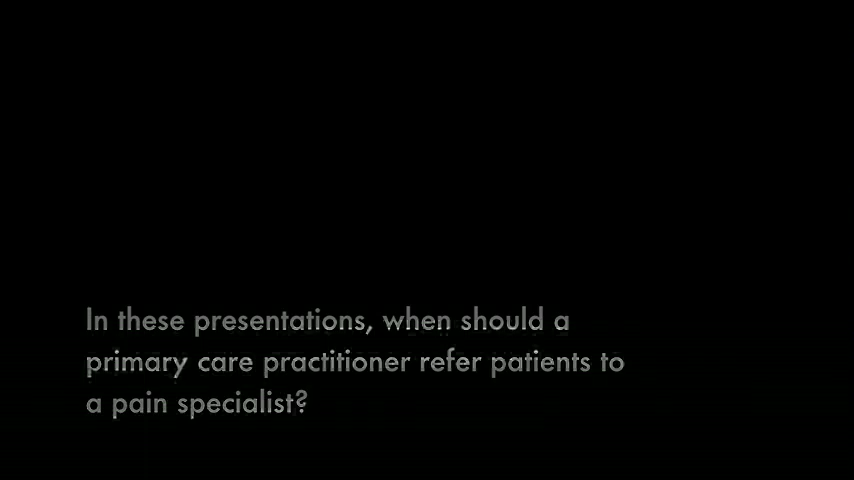 In these presentations, when should a
primary care practitioner refer patients to
a pain specialist?